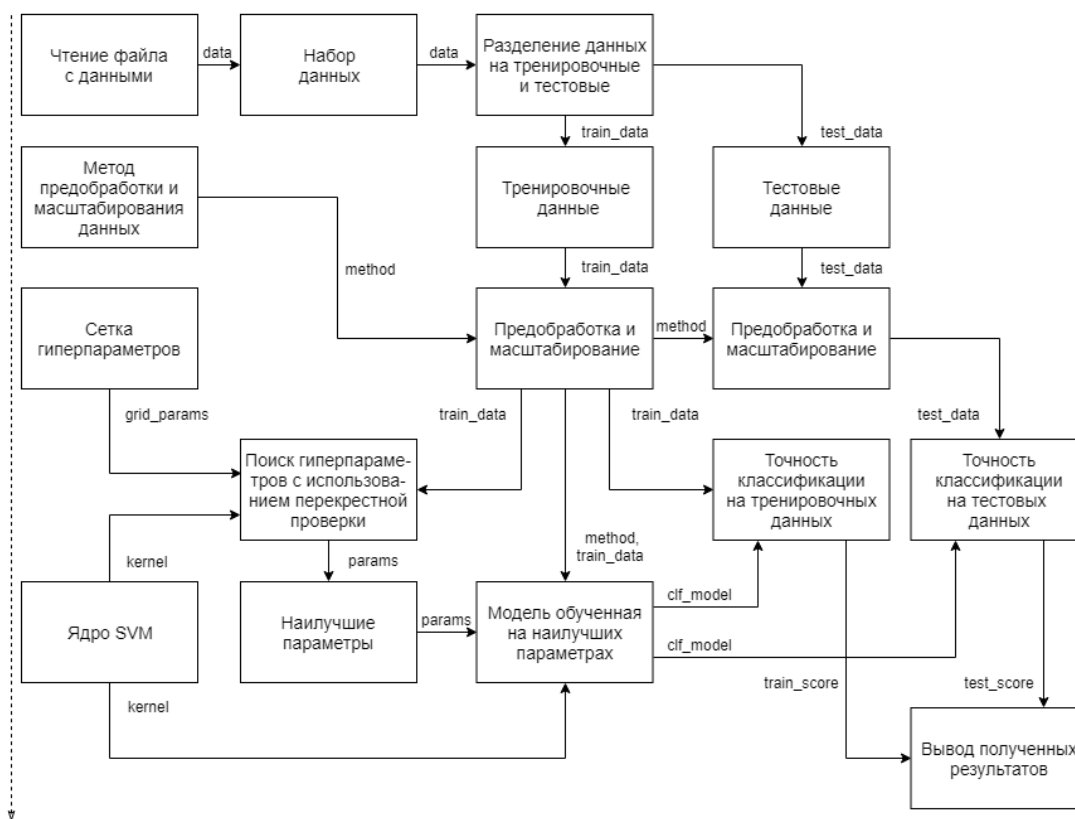 Чтение файла
с данными
data
Набор
данных
data
Разделение данных
на тренировочные
и тестовые
train_data
test_data
Метод
предобработки и
масштабирования
данных
Тренировочные
данные
Тестовые
данные
method
train_data
test_data
Сетка
гиперпараметров
Предобработка и
масштабирование
method
Предобработка и
масштабирование
grid_params
train_data
train_data
test_data
Поиск гиперпараме-
тров с использова-
нием перекрестной
проверки
Точность
классификации
на тренировочных
данных
Точность
классификации
на тестовых
данных
kernel
params
method,
train_data
Ядро SVM
Наилучшие
параметры
params
Модель обученная
на наилучших
параметрах
clf_model
clf_model
kernel
train_score
test_score
Вывод полученных
результатов